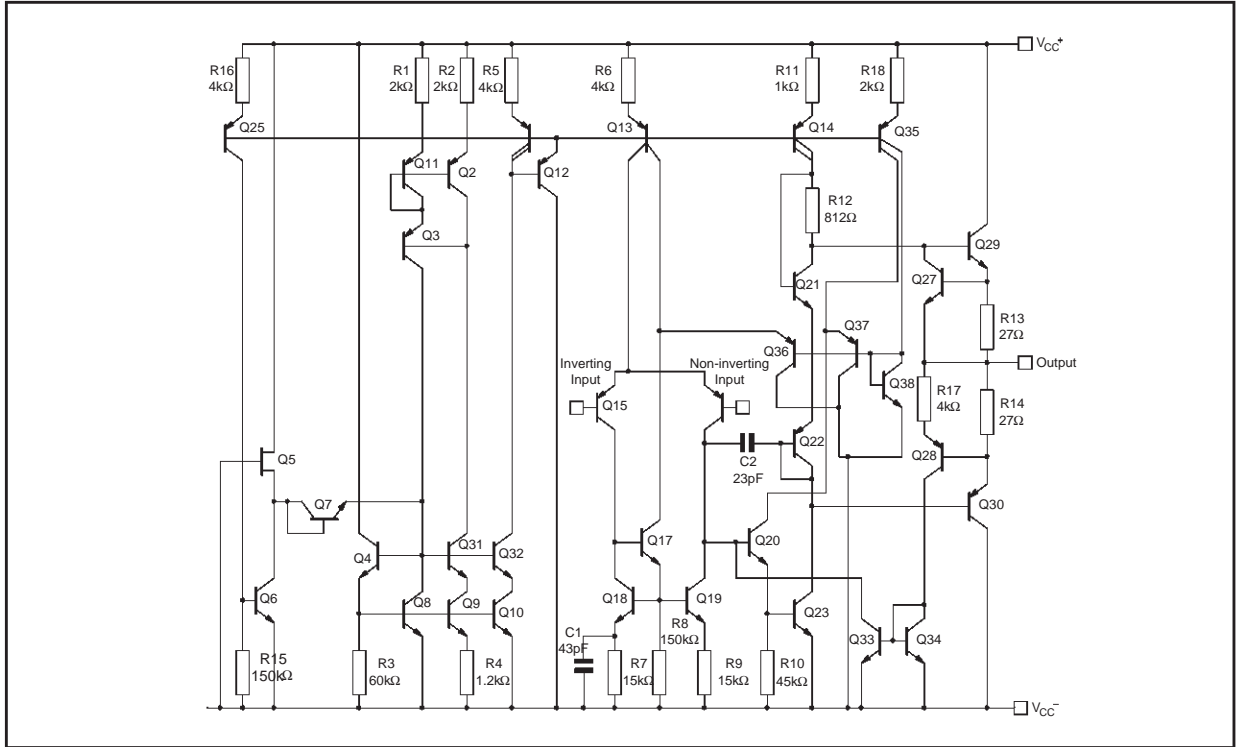 VCC+
R16
4kΩ
R1
2kΩ
R2
2kΩ
R5
4kΩ
R6
4kΩ
R11
1kΩ
R18
2kΩ
Q25
Q13
Q14
Q35
Q11
Q2
Q12
R12
812Ω
Q3
Q29
Q27
Q21
R13
27Ω
Q37
Q36
Inverting
Input
Non-inverting
Input
Output
Q38
R17
4kΩ
R14
27Ω
Q15
Q22
C2
23pF
Q28
Q5
Q7
Q30
Q4
Q31
Q32
Q17
Q20
Q6
Q8
Q9
Q10
Q18
Q19
Q23
R8
150kΩ
C1
43pF
Q33
Q34
R15
150kΩ
R3
60kΩ
R4
1.2kΩ
R7
15kΩ
R9
15kΩ
R10
45kΩ
VCC−